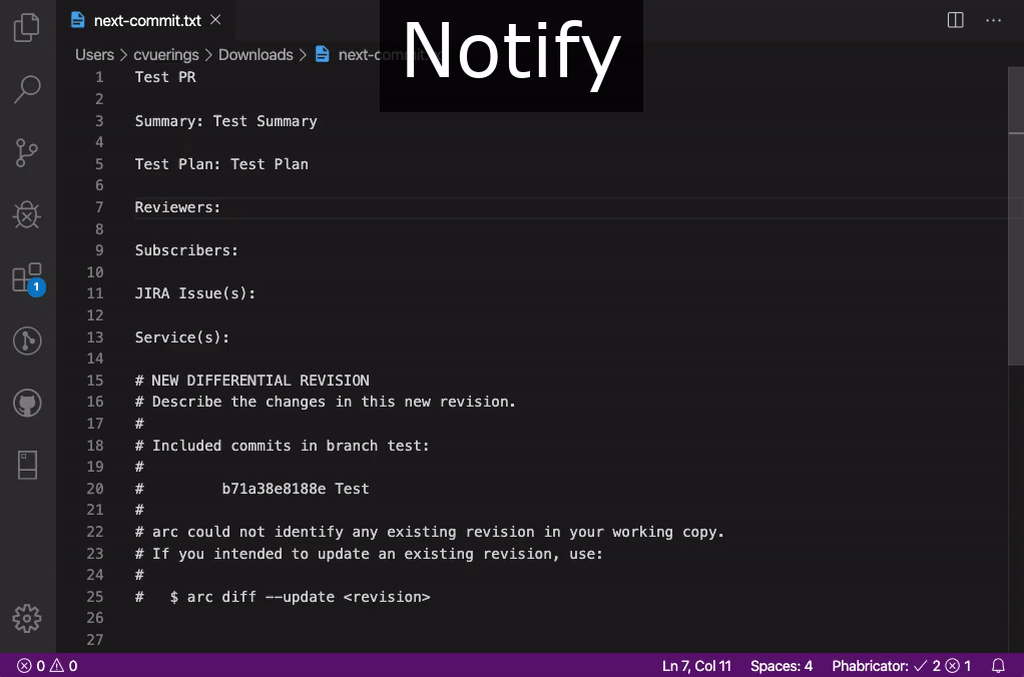 next-commit.txt
Notify
Users > cvuerings > Downloads > next-commit.txt
1 Test PR
2
3 Summary: Test Summary
4
5 Test Plan: Test Plan
6
7 Reviewers:
8
9 Subscribers:
10
11 JIRA Issue(s):
12
13 Service(s):
14
15 # NEW DIFFERENTIAL REVISION
16 # Describe the changes in this new revision.
17 #
18 # Included commits in branch test:
19 #
20 #         b71a38e8188e Test
21 #
22 # arc could not identify any existing revision in your working copy.
23 # If you intended to update an existing revision, use:
24 #
25 #   $ arc diff --update <revision>
26
27
1
0 0
Ln 7, Col 11 Spaces: 4 Phabricator: ✓ 2 1